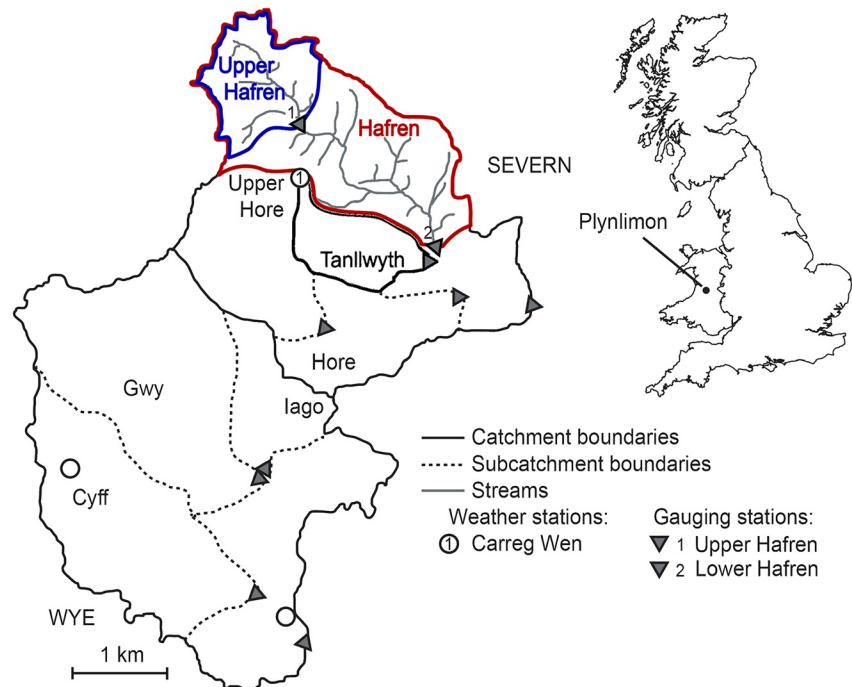 Upper
Hafren
1
Hafren
SEVERN
Upper
Hore
1
2
Tanllwyth
Plynlimon
Hore
Gwy
Iago
Cyff
WYE
1 km
Catchment boundaries
Subcatchment boundaries
Streams
Weather stations:
1 Carreg Wen
Gauging stations:
1 Upper Hafren
2 Lower Hafren